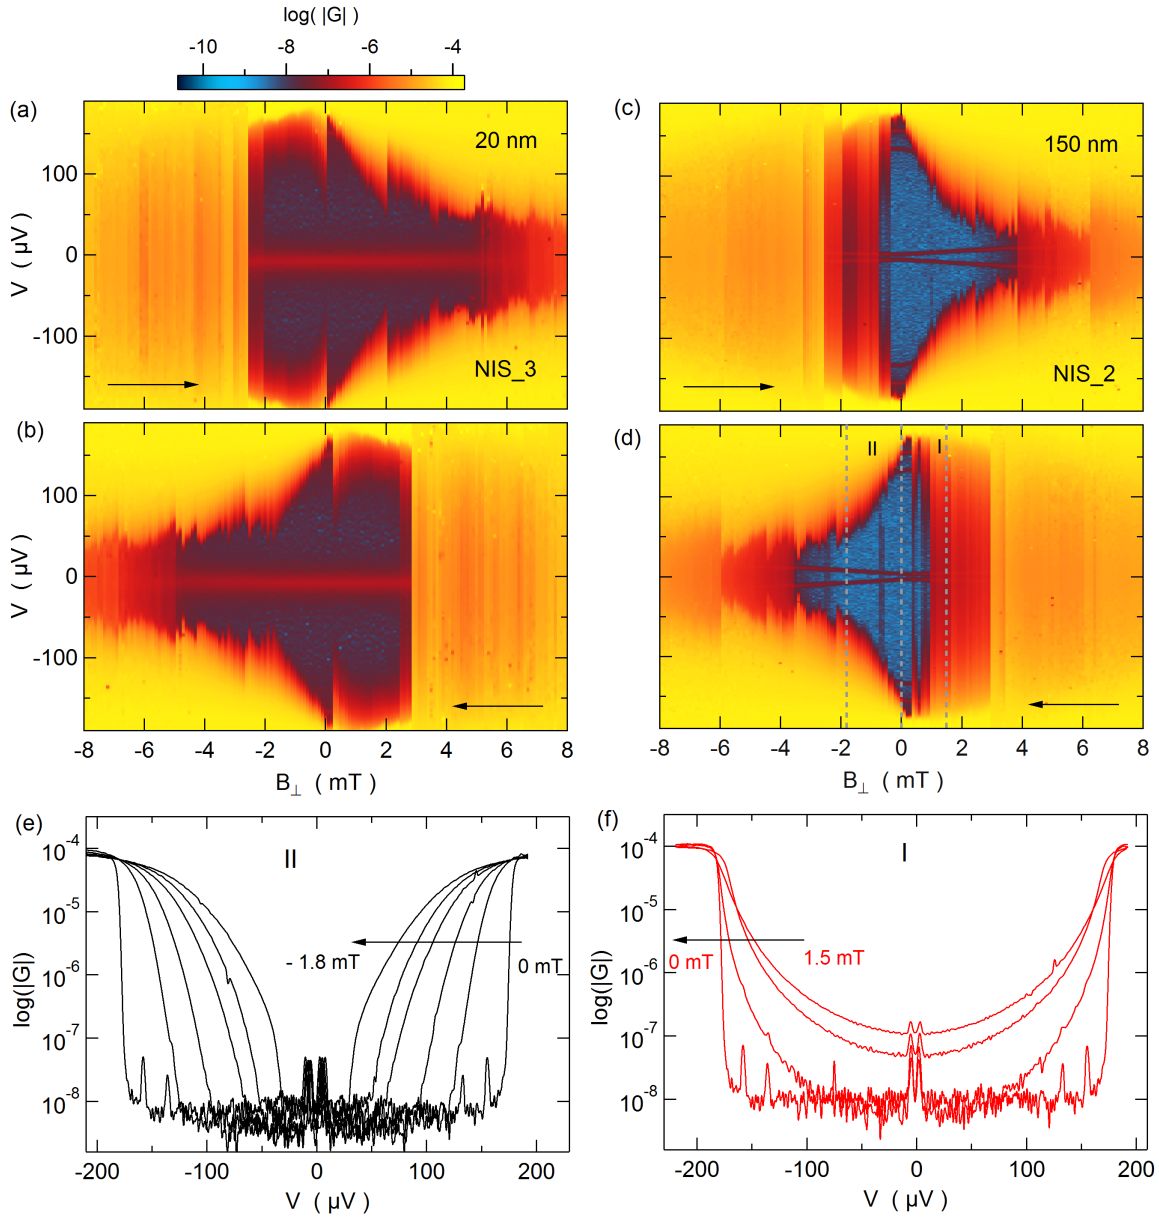 log( |G| )
-10 -8 -6 -4
(a)
20 nm
NIS_3
100
0
-100
V ( µV )
(c)
150 nm
NIS_2
(b)
100
0
-100
V ( µV )
-8 -6 -4 -2 0 2 4 6 8
B⊥ ( mT )
(d)
II
I
-8 -6 -4 -2 0 2 4 6 8
B⊥ ( mT )
(e)
II
10⁻⁴
10⁻⁵
10⁻⁶
10⁻⁷
10⁻⁸
log(|G|)
- 1.8 mT
0 mT
-200 -100 0 100 200
V ( µV )
(f)
I
10⁻⁴
10⁻⁵
10⁻⁶
10⁻⁷
10⁻⁸
log(|G|)
0 mT
1.5 mT
-200 -100 0 100 200
V ( µV )